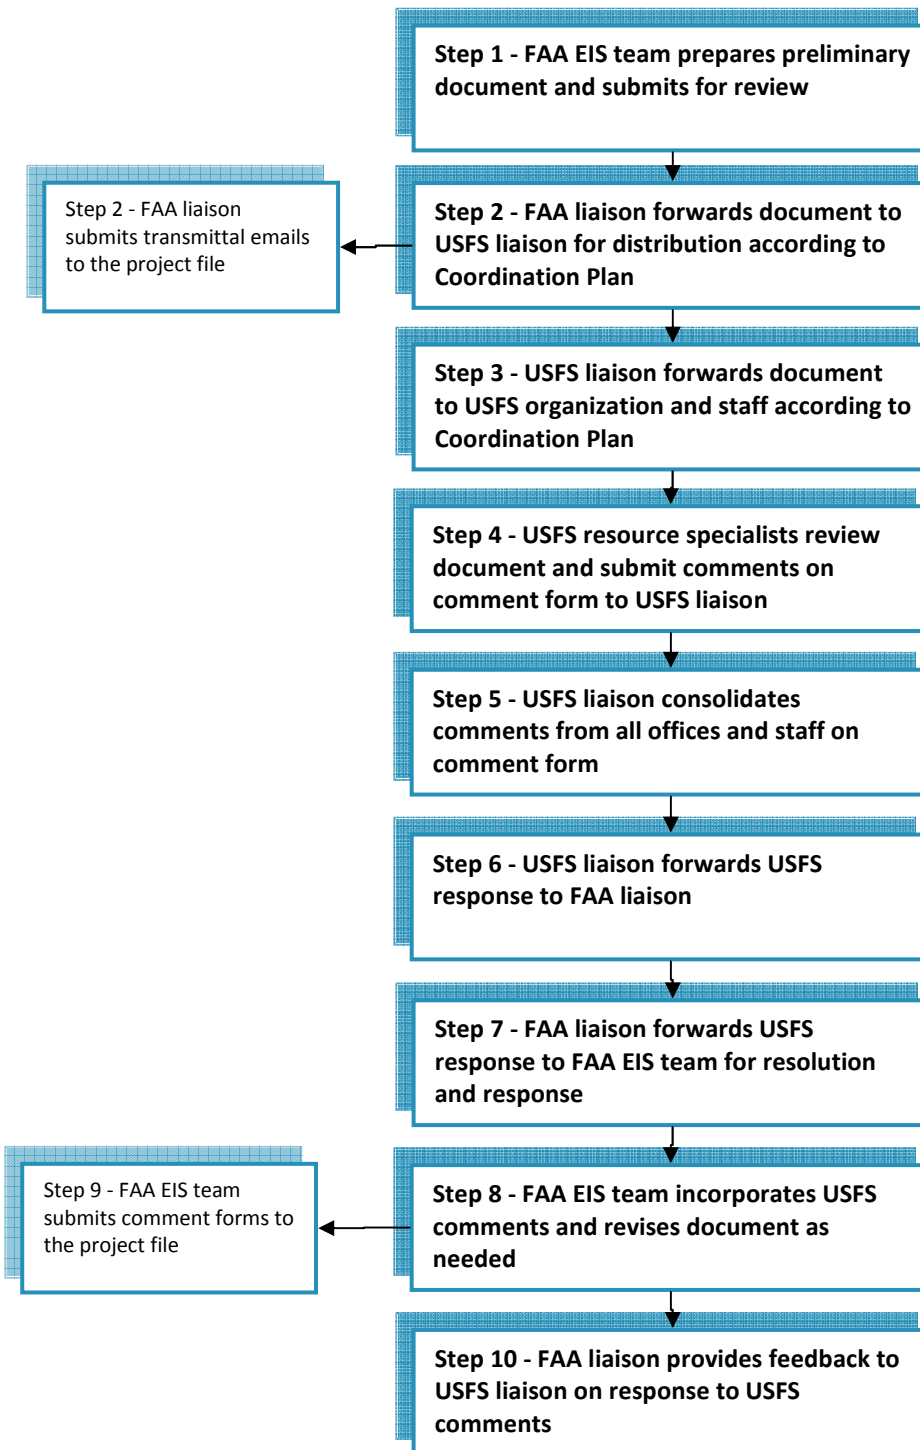 Step 1 - FAA EIS team prepares preliminary
document and submits for review
Step 2 - FAA liaison
submits transmittal emails
to the project file
Step 2 - FAA liaison forwards document to
USFS liaison for distribution according to
Coordination Plan
Step 3 - USFS liaison forwards document
to USFS organization and staff according to
Coordination Plan
Step 4 - USFS resource specialists review
document and submit comments on
comment form to USFS liaison
Step 5 - USFS liaison consolidates
comments from all offices and staff on
comment form
Step 6 - USFS liaison forwards USFS
response to FAA liaison
Step 7 - FAA liaison forwards USFS
response to FAA EIS team for resolution
and response
Step 9 - FAA EIS team
submits comment forms to
the project file
Step 8 - FAA EIS team incorporates USFS
comments and revises document as
needed
Step 10 - FAA liaison provides feedback to
USFS liaison on response to USFS
comments